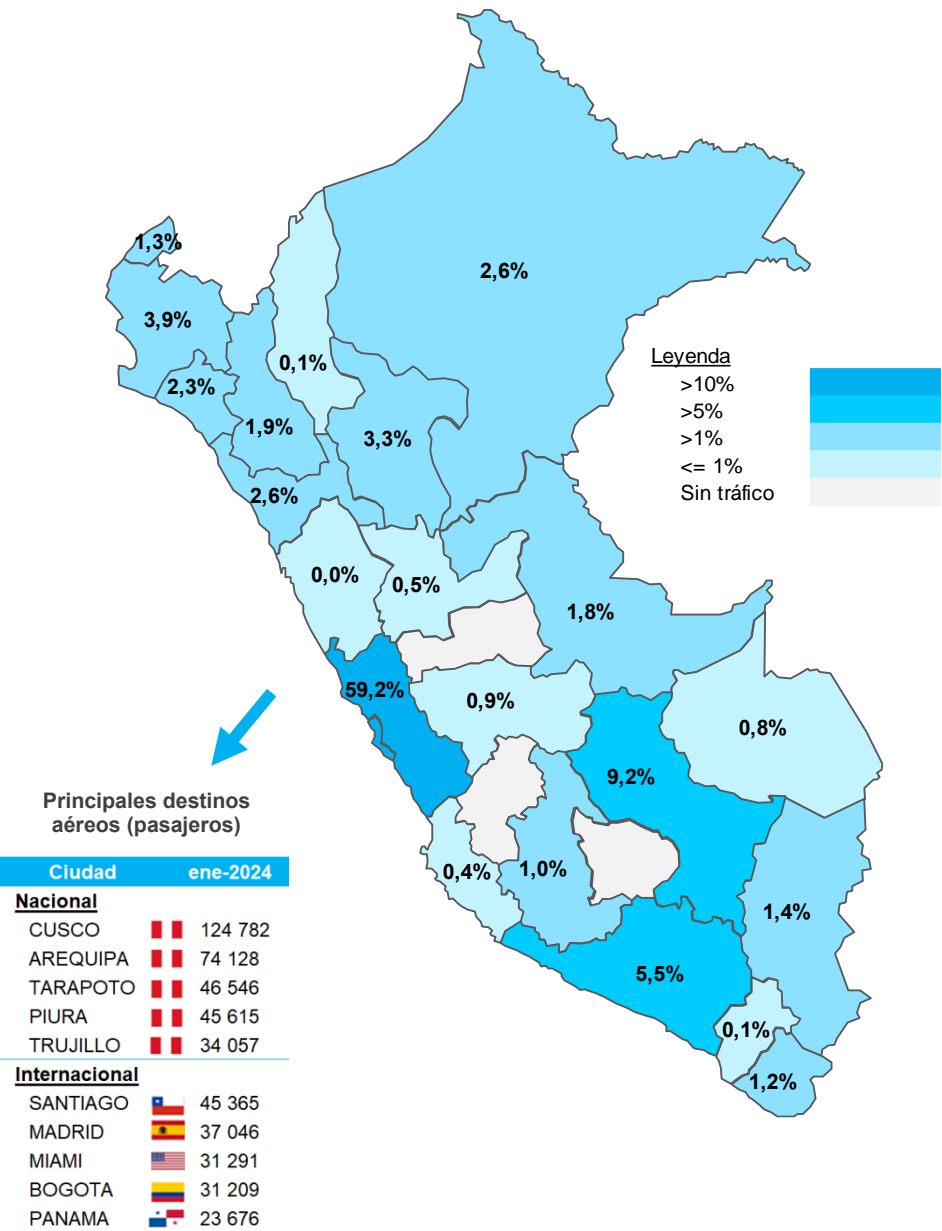 1,3%
2,6%
3,9%
0,1%
2,3%
1,9%
3,3%
2,6%
Leyenda
>10%
>5%
>1%
<= 1%
Sin tráfico
0,0%
0,5%
1,8%
59,2%
0,9%
0,8%
9,2%
0,4%
1,0%
1,4%
5,5%
0,1%
1,2%
Principales destinos
aéreos (pasajeros)
Ciudad ene-2024
Nacional
CUSCO 124 782
AREQUIPA 74 128
TARAPOTO 46 546
PIURA 45 615
TRUJILLO 34 057
Internacional
SANTIAGO 45 365
MADRID 37 046
MIAMI 31 291
BOGOTA 31 209
PANAMA 23 676